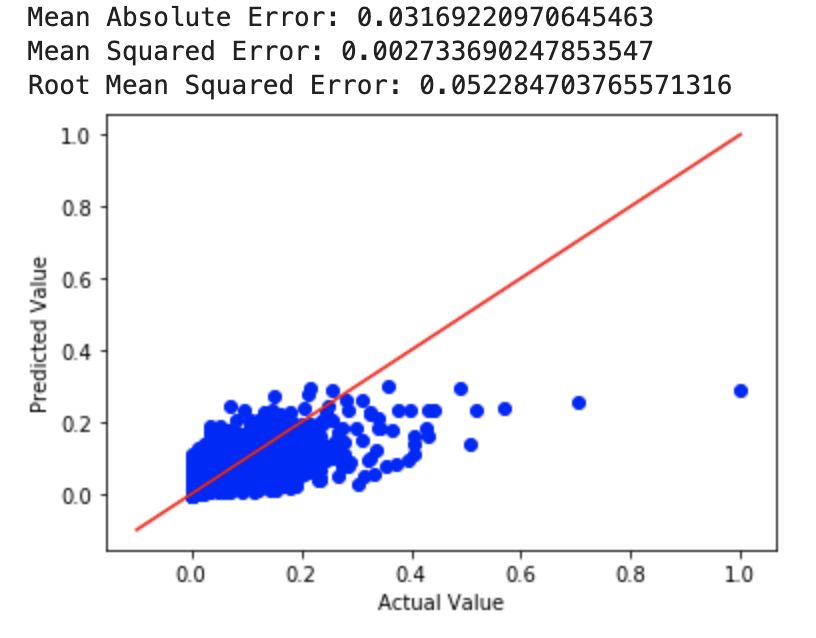 Mean Absolute Error: 0.03169220970645463
Mean Squared Error: 0.002733690247853547
Root Mean Squared Error: 0.052284703765571316
1.0
0.8
0.6
0.4
0.2
0.0
Predicted Value
0.0 0.2 0.4 0.6 0.8 1.0
Actual Value